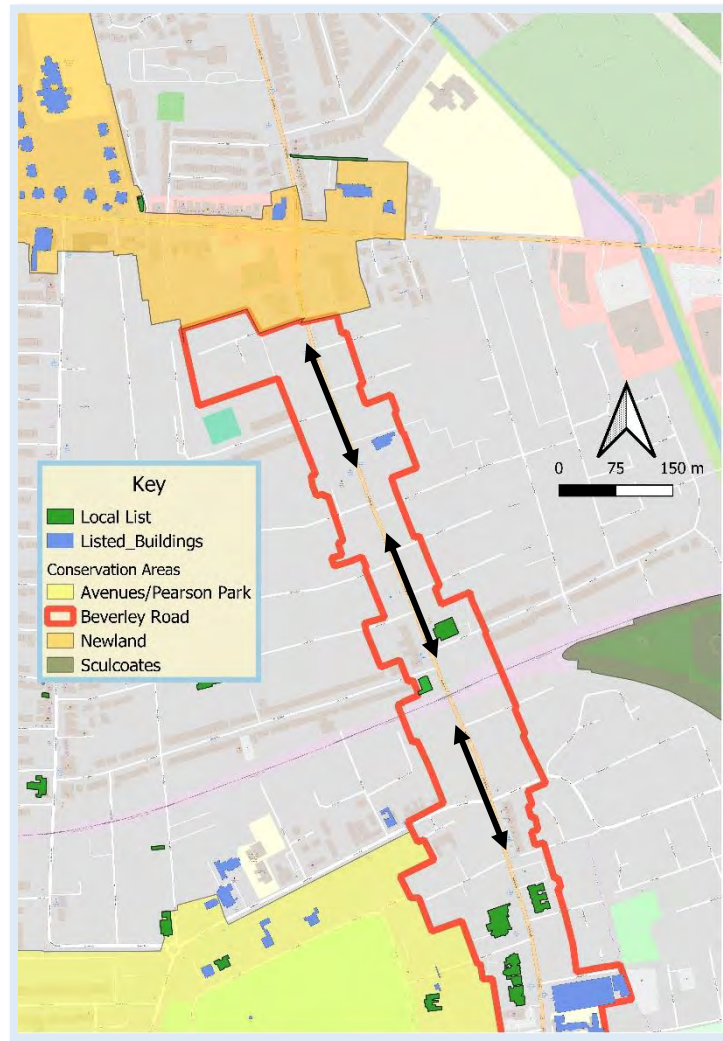 0 75 150 m
Key
Local List
Listed_Buildings
Conservation Areas
Avenues/Pearson Park
Beverley Road
Newland
Sculcoates